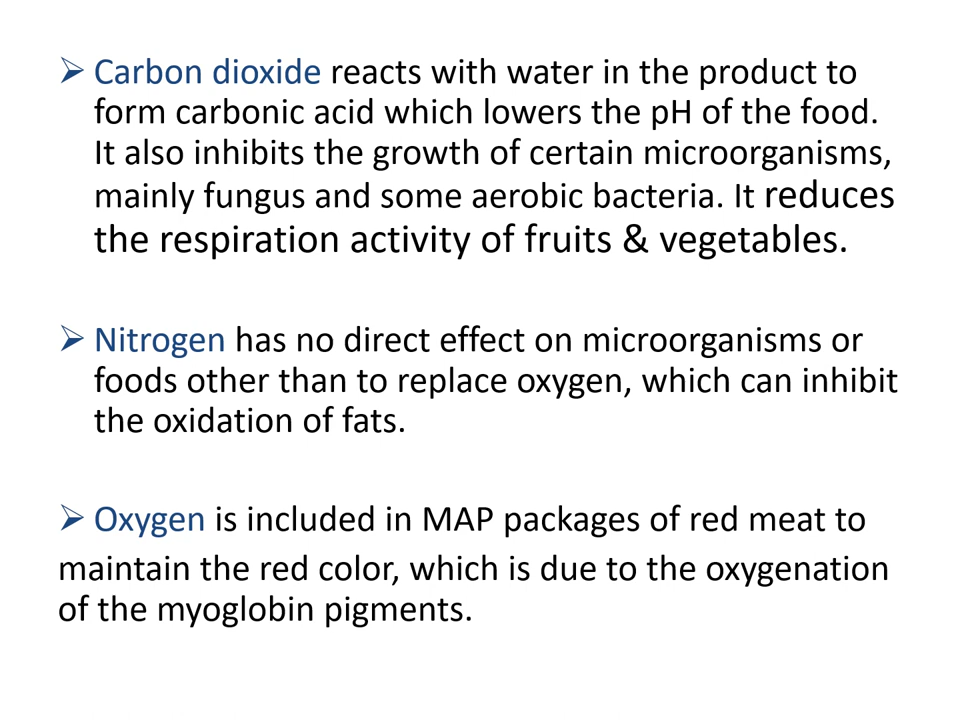 ➢ Carbon dioxide reacts with water in the product to
form carbonic acid which lowers the pH of the food.
It also inhibits the growth of certain microorganisms,
mainly fungus and some aerobic bacteria. It reduces
the respiration activity of fruits & vegetables.
➢ Nitrogen has no direct effect on microorganisms or
foods other than to replace oxygen, which can inhibit
the oxidation of fats.
➢ Oxygen is included in MAP packages of red meat to
maintain the red color, which is due to the oxygenation
of the myoglobin pigments.